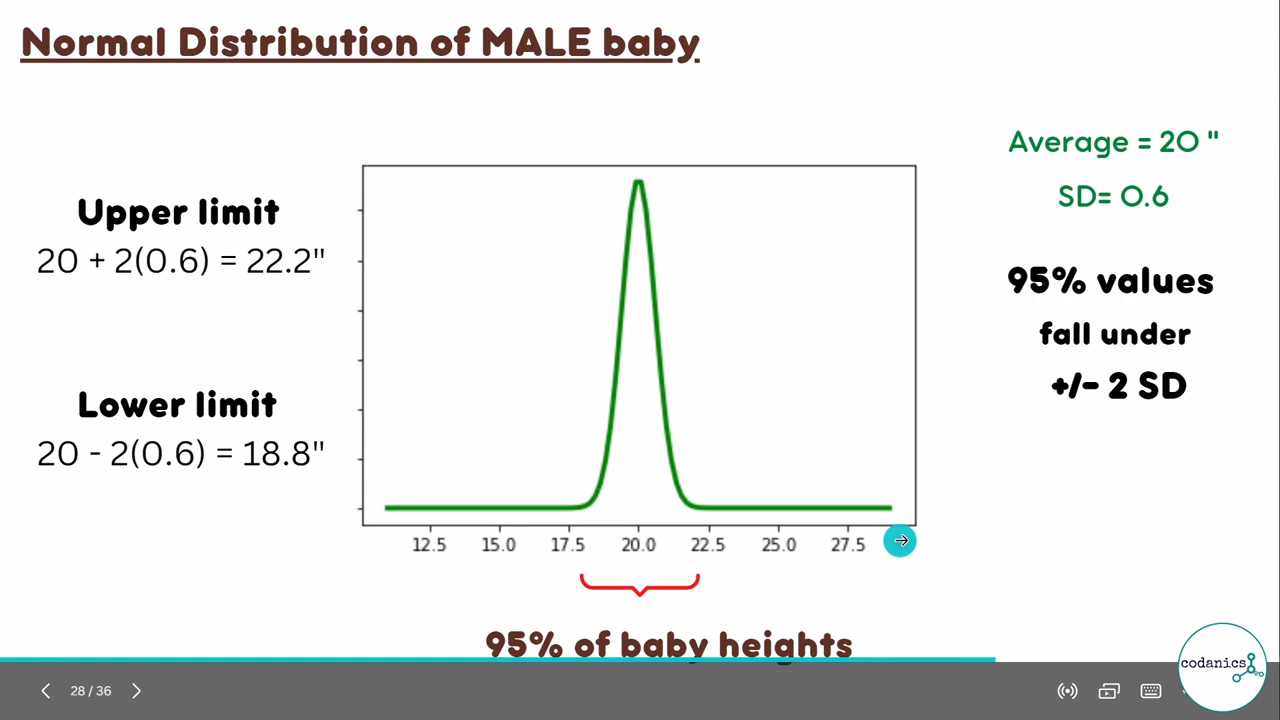 Normal Distribution of MALE baby
Average = 20 "
SD= 0.6
Upper limit
20 + 2(0.6) = 22.2"
95% values
fall under
+/- 2 SD
Lower limit
20 - 2(0.6) = 18.8"
12.5 15.0 17.5 20.0 22.5 25.0 27.5
95% of baby heights
codanics
28 / 36